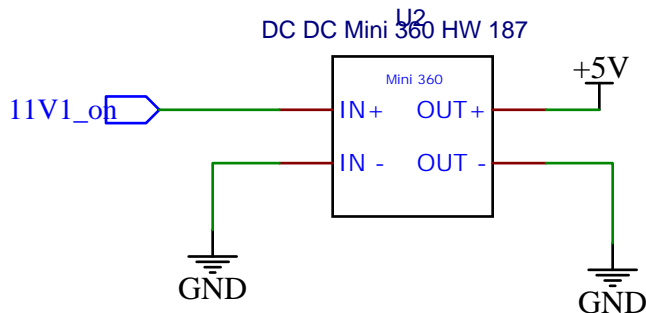 U2
DC DC Mini 360 HW 187
Mini 360
+5V
11V1_on
IN+ OUT+
IN - OUT -
GND
GND